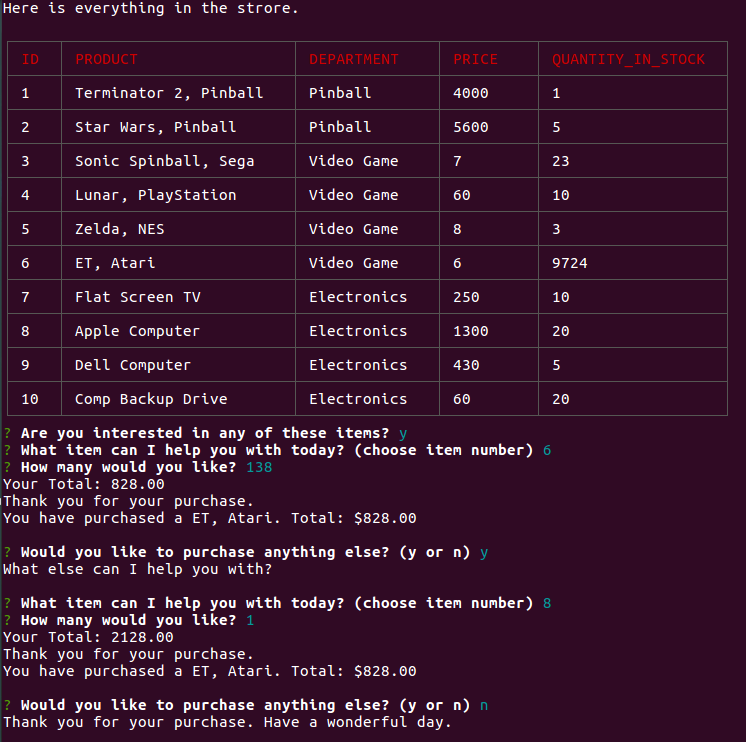 Here is everything in the strore.
ID PRODUCT DEPARTMENT PRICE QUANTITY_IN_STOCK
1 Terminator 2, Pinball Pinball 4000 1
2 Star Wars, Pinball Pinball 5600 5
3 Sonic Spinball, Sega Video Game 7 23
4 Lunar, PlayStation Video Game 60 10
5 Zelda, NES Video Game 8 3
6 ET, Atari Video Game 6 9724
7 Flat Screen TV Electronics 250 10
8 Apple Computer Electronics 1300 20
9 Dell Computer Electronics 430 5
10 Comp Backup Drive Electronics 60 20
? Are you interested in any of these items? y
? What item can I help you with today? (choose item number) 6
? How many would you like? 138
Your Total: 828.00
Thank you for your purchase.
You have purchased a ET, Atari. Total: $828.00
? Would you like to purchase anything else? (y or n) y
What else can I help you with?
? What item can I help you with today? (choose item number) 8
? How many would you like? 1
Your Total: 2128.00
Thank you for your purchase.
You have purchased a ET, Atari. Total: $828.00
? Would you like to purchase anything else? (y or n) n
Thank you for your purchase. Have a wonderful day.